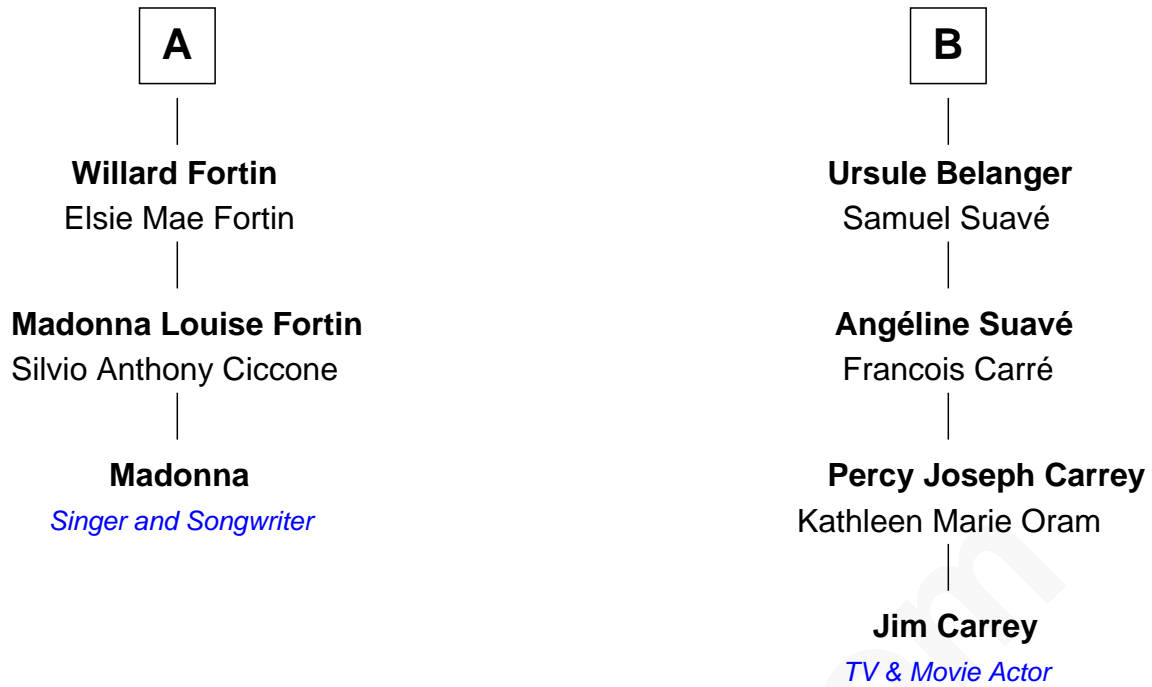 A
Willard Fortin
Elsie Mae Fortin
Madonna Louise Fortin
Silvio Anthony Ciccone
Madonna
Singer and Songwriter
B
Ursule Belanger
Samuel Suavé
Angéline Suavé
Francois Carré
Percy Joseph Carrey
Kathleen Marie Oram
Jim Carrey
TV & Movie Actor